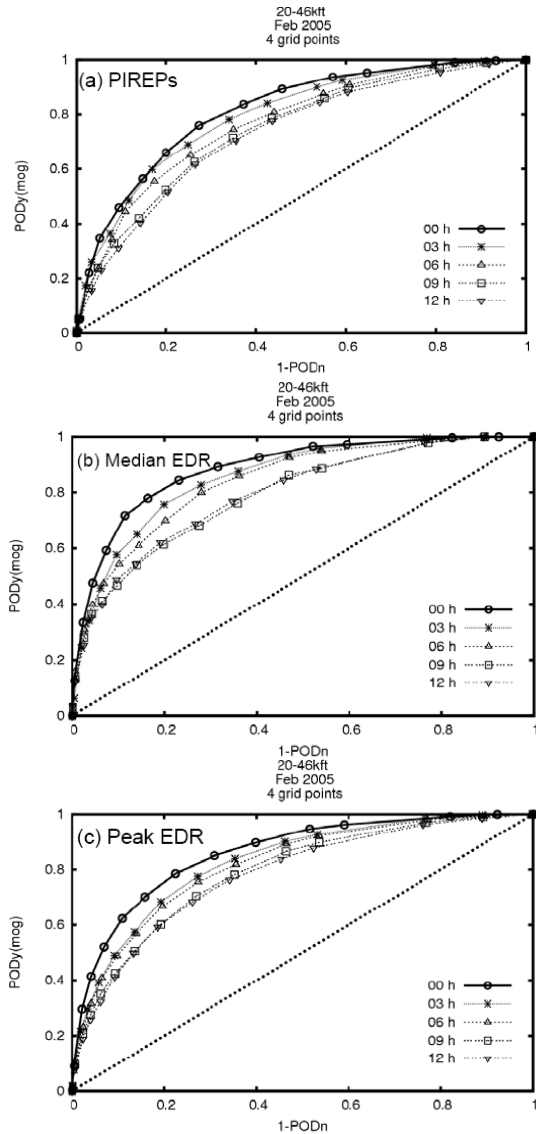 20-46kft
Feb 2005
4 grid points
(a) PIREPs
PODy(mog)
1
0.8
0.6
0.4
0.2
0
00 h
03 h
06 h
09 h
12 h
0 0.2 0.4 0.6 0.8 1
1-PODn
20-46kft
Feb 2005
4 grid points
(b) Median EDR
PODy(mog)
1
0.8
0.6
0.4
0.2
0
00 h
03 h
06 h
09 h
12 h
0 0.2 0.4 0.6 0.8 1
1-PODn
20-46kft
Feb 2005
4 grid points
(c) Peak EDR
PODy(mog)
1
0.8
0.6
0.4
0.2
0
00 h
03 h
06 h
09 h
12 h
0 0.2 0.4 0.6 0.8 1
1-PODn